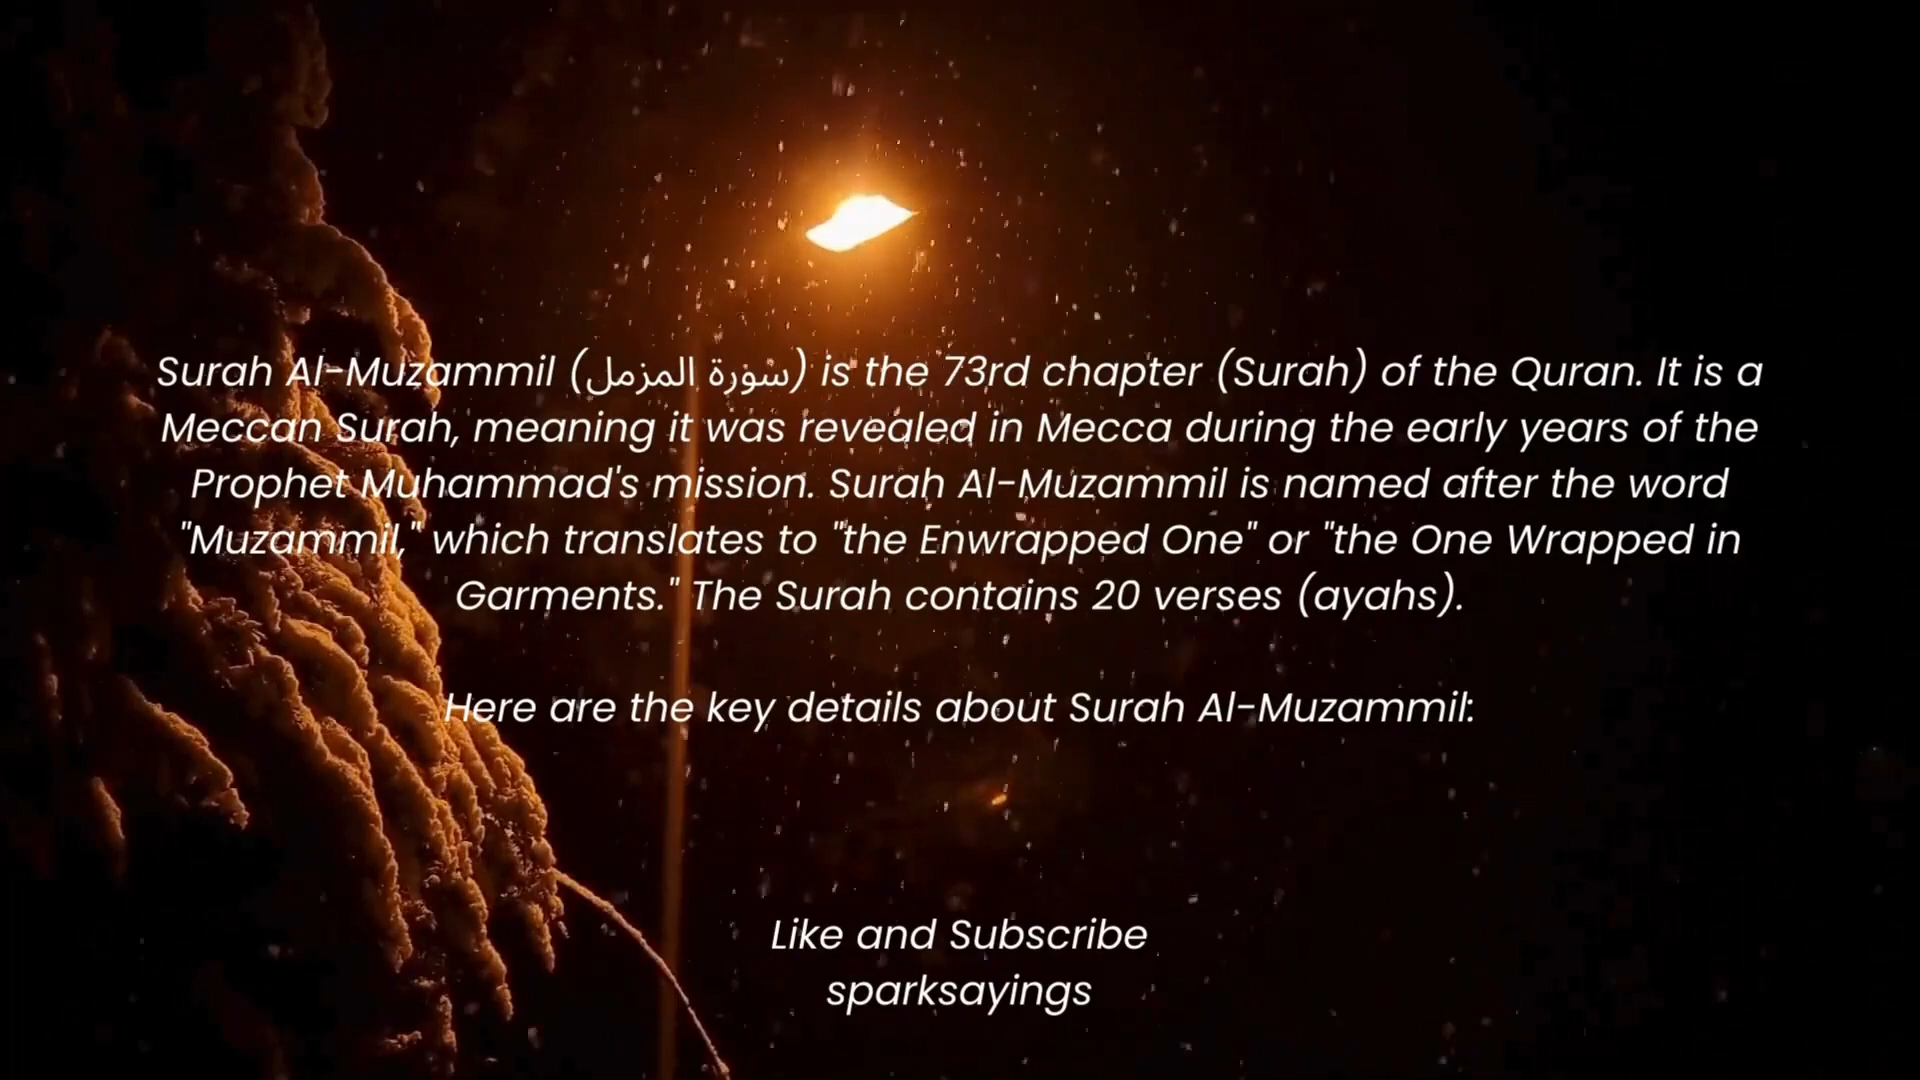 Surah Al-Muzammil (سورة المزمل) is the 73rd chapter (Surah) of the Quran. It is a
Meccan Surah, meaning it was revealed in Mecca during the early years of the
Prophet Muhammad's mission. Surah Al-Muzammil is named after the word
"Muzammil," which translates to "the Enwrapped One" or "the One Wrapped in
Garments." The Surah contains 20 verses (ayahs).
Here are the key details about Surah Al-Muzammil:
Like and Subscribe
sparksayings